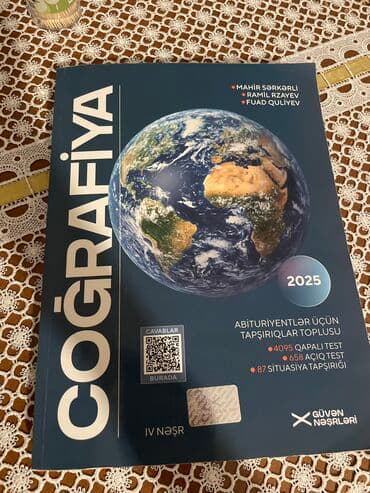 MAHİR SƏRKƏRLİ
RAMİL RZAYEV
FUAD QULİYEV
COĞRAFİYA
2025
ABİTURİYENTLƏR ÜÇÜN
TAPŞIRIQLAR TOPLUSU
4095 QAPALI TEST
658 AÇIQ TEST
87 SİTUASİYA TAPŞIRIĞI
CAVABLAR
BURADA
IV NƏŞR
GÜVƏN
NƏŞRLƏRİ